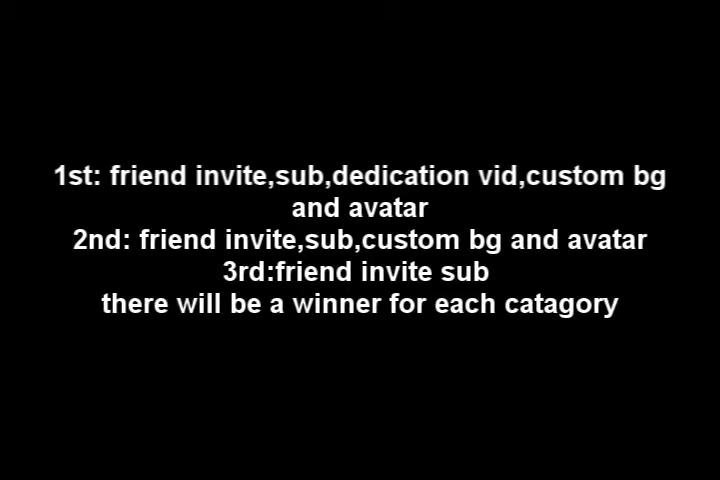 1st: friend invite,sub,dedication vid,custom bg
and avatar
2nd: friend invite,sub,custom bg and avatar
3rd:friend invite sub
there will be a winner for each catagory